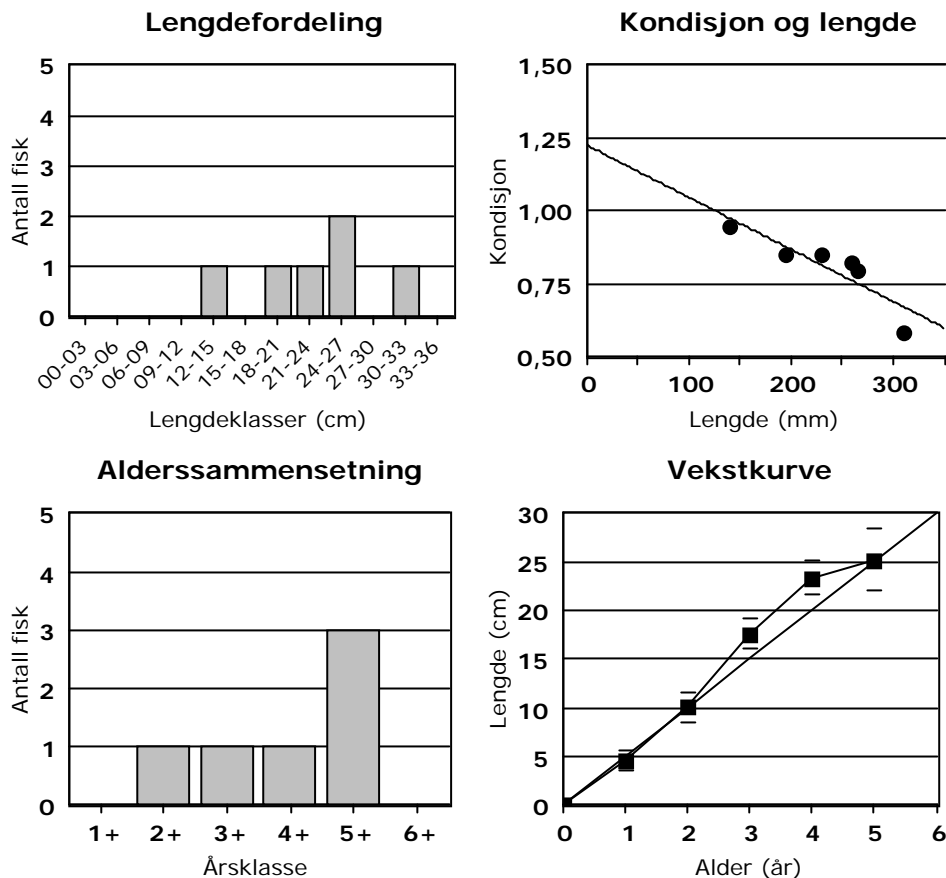 Lengdefordeling
Antall fisk
5
4
3
2
1
0
00-03 03-06 06-09 09-12 12-15 15-18 18-21 21-24 24-27 27-30 30-33 33-36
Lengdeklasser (cm)
Kondisjon og lengde
Kondisjon
1,50
1,25
1,00
0,75
0,50
0 100 200 300
Lengde (mm)
Alderssammensetning
Antall fisk
5
4
3
2
1
0
1+ 2+ 3+ 4+ 5+ 6+
Årsklasse
Vekstkurve
Lengde (cm)
30
25
20
15
10
5
0
0 1 2 3 4 5 6
Alder (år)